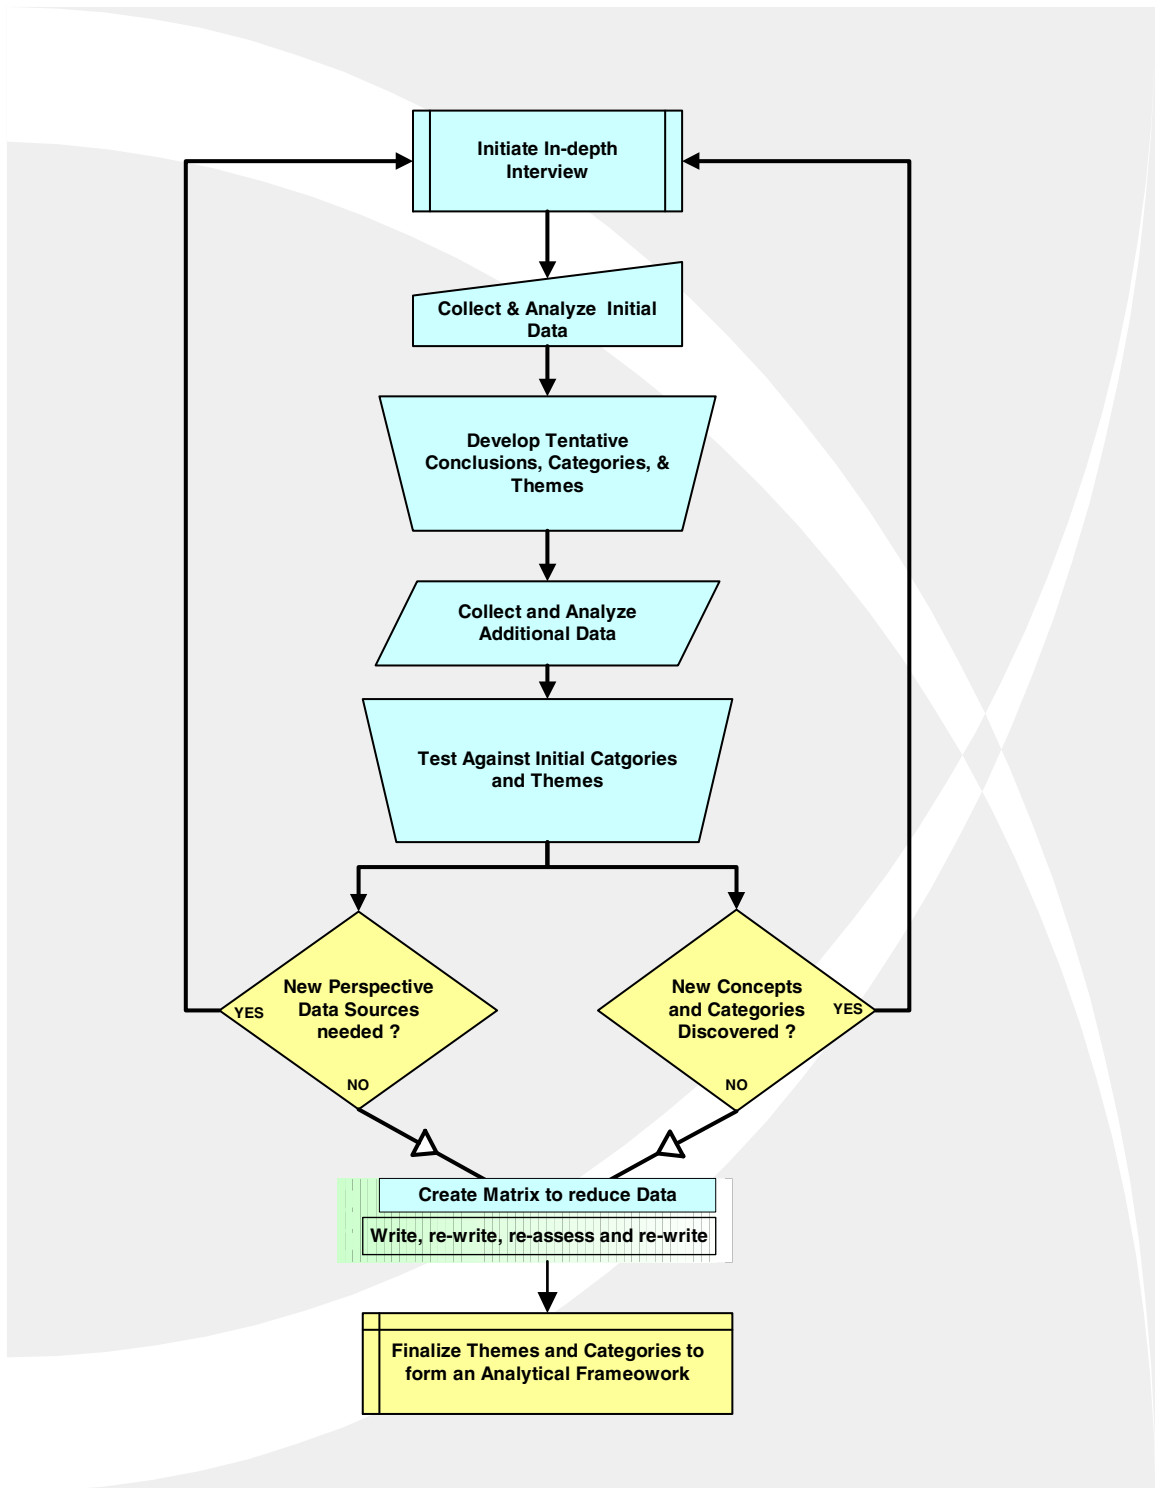 Initiate In-depth
Interview
Collect & Analyze  Initial
Data
Develop Tentative
Conclusions, Categories, &
Themes
Collect and Analyze
Additional Data
Test Against Initial Catgories
and Themes
New Perspective
Data Sources
needed ?
YES
NO
New Concepts
and Categories
Discovered ?
YES
NO
Create Matrix to reduce Data
Write, re-write, re-assess and re-write
Finalize Themes and Categories to
form an Analytical Frameowork